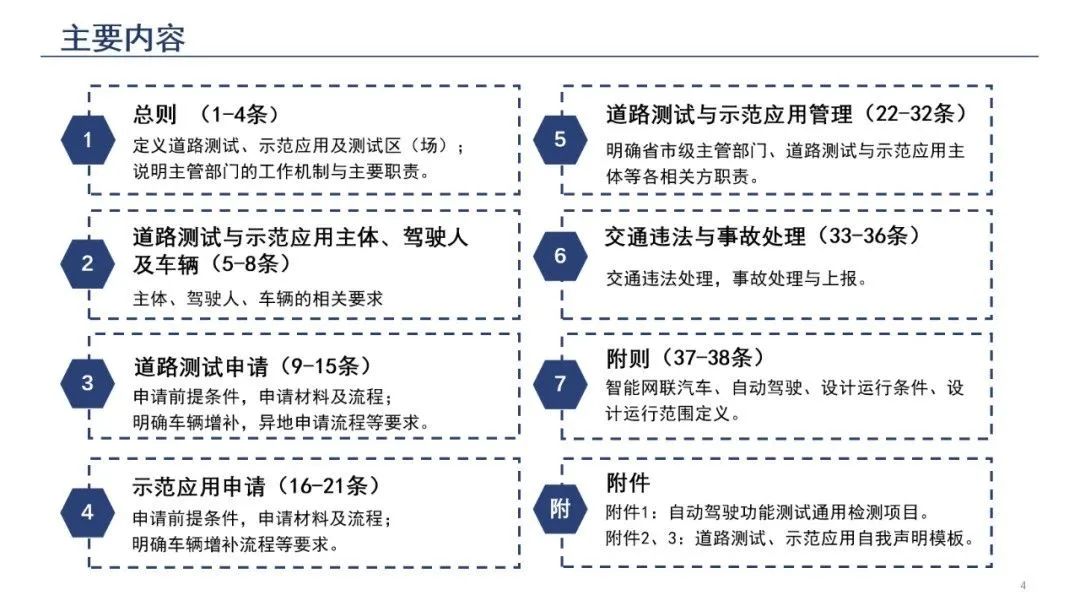 主要内容
1
总则 （1-4条）
定义道路测试、示范应用及测试区（场）；
说明主管部门的工作机制与主要职责。
2
道路测试与示范应用主体、驾驶人
及车辆（5-8条）
主体、驾驶人、车辆的相关要求
3
道路测试申请（9-15条）
申请前提条件，申请材料及流程；
明确车辆增补，异地申请流程等要求。
4
示范应用申请（16-21条）
申请前提条件，申请材料及流程；
明确车辆增补流程等要求。
5
道路测试与示范应用管理（22-32条）
明确省市级主管部门、道路测试与示范应用主
体等各相关方职责。
6
交通违法与事故处理（33-36条）
交通违法处理，事故处理与上报。
7
附则（37-38条）
智能网联汽车、自动驾驶、设计运行条件、设
计运行范围定义。
附
附件
附件1：自动驾驶功能测试通用检测项目。
附件2、3：道路测试、示范应用自我声明模板。
4